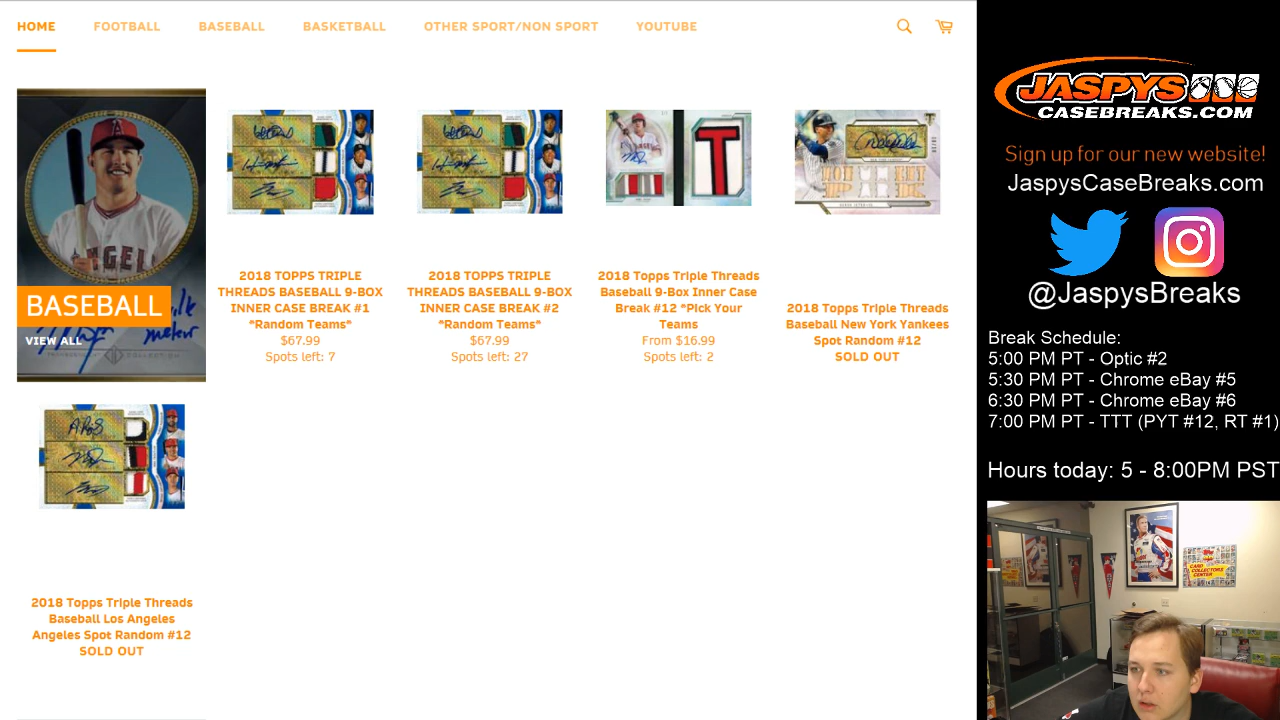 HOME FOOTBALL BASEBALL BASKETBALL OTHER SPORT/NON SPORT YOUTUBE
BASEBALL
VIEW ALL
2018 TOPPS TRIPLE
THREADS BASEBALL 9-BOX
INNER CASE BREAK #1
*Random Teams*
$67.99
Spots left: 7
2018 TOPPS TRIPLE
THREADS BASEBALL 9-BOX
INNER CASE BREAK #2
*Random Teams*
$67.99
Spots left: 27
2018 Topps Triple Threads
Baseball 9-Box Inner Case
Break #12 *Pick Your
Teams
From $16.99
Spots left: 2
2018 Topps Triple Threads
Baseball New York Yankees
Spot Random #12
SOLD OUT
2018 Topps Triple Threads
Baseball Los Angeles
Angeles Spot Random #12
SOLD OUT
JASPYS
CASEBREAKS.COM
Sign up for our new website!
JaspysCaseBreaks.com
@JaspysBreaks
Break Schedule:
5:00 PM PT - Optic #2
5:30 PM PT - Chrome eBay #5
6:30 PM PT - Chrome eBay #6
7:00 PM PT - TTT (PYT #12, RT #1)
Hours today: 5 - 8:00PM PST
CARD
COLLECTORS
CENTER